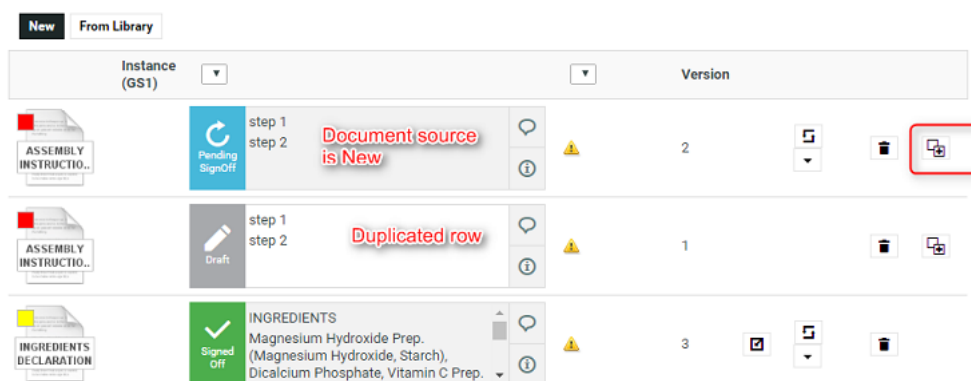 New From Library
Instance
(GS1)
Version
ASSEMBLY
INSTRUCTIO..
Pending
SignOff
step 1
step 2
Document source
is New
2
ASSEMBLY
INSTRUCTIO..
Draft
step 1
step 2
Duplicated row
1
INGREDIENTS
DECLARATION
Signed
Off
INGREDIENTS
Magnesium Hydroxide Prep.
(Magnesium Hydroxide, Starch),
Dicalcium Phosphate, Vitamin C Prep.
3